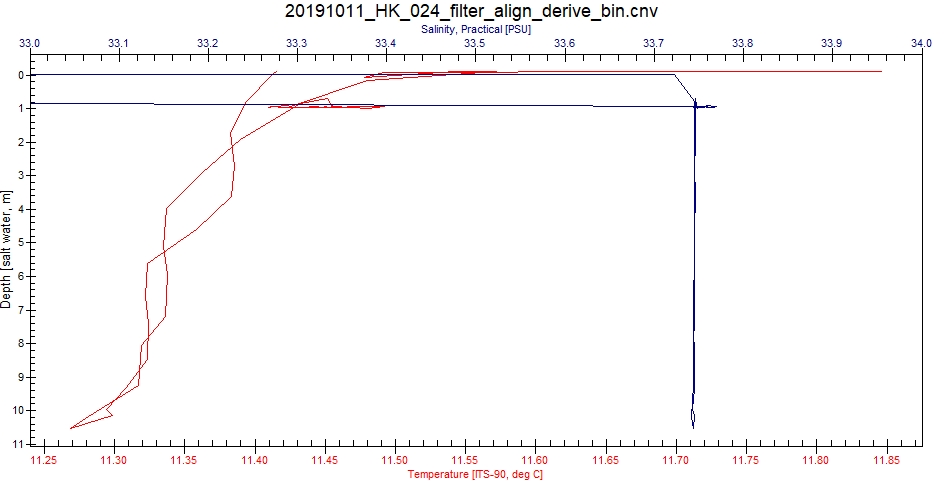 20191011_HK_024_filter_align_derive_bin.cnv
Salinity, Practical [PSU]
33.0 33.1 33.2 33.3 33.4 33.5 33.6 33.7 33.8 33.9 34.0
Depth [salt water, m]
0
1
2
3
4
5
6
7
8
9
10
11
11.25 11.30 11.35 11.40 11.45 11.50 11.55 11.60 11.65 11.70 11.75 11.80 11.85
Temperature [ITS-90, deg C]